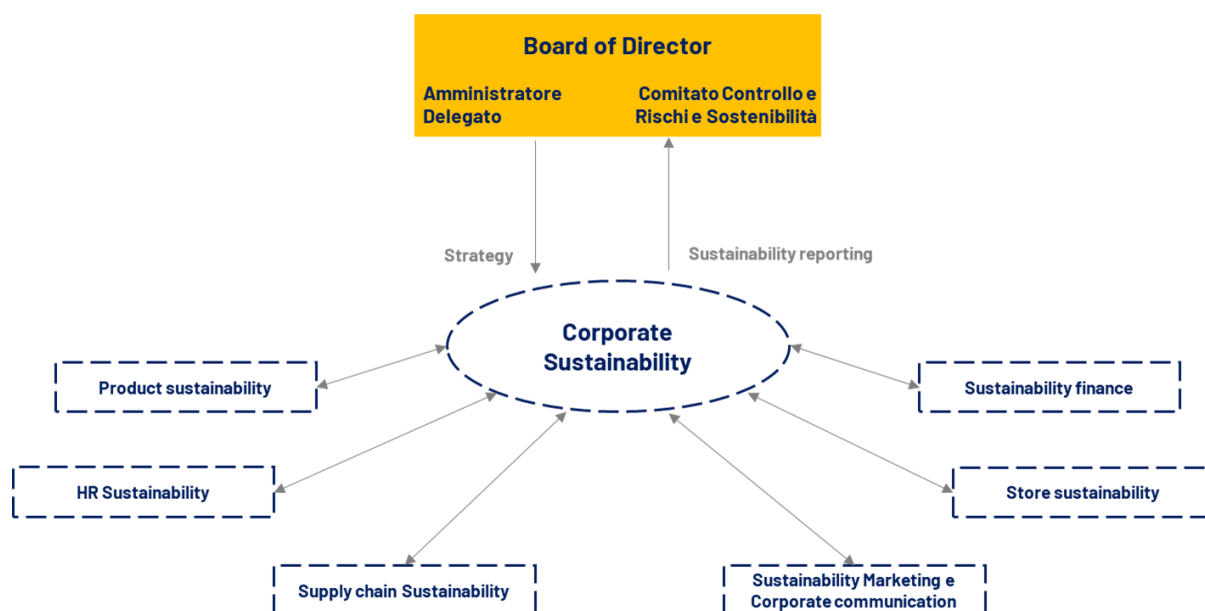 Board of Director
Amministratore
Delegato
Comitato Controllo e
Rischi e Sostenibilità
Strategy
Sustainability reporting
Corporate
Sustainability
Product sustainability
Sustainability finance
HR Sustainability
Store sustainability
Supply chain Sustainability
Sustainability Marketing e
Corporate communication